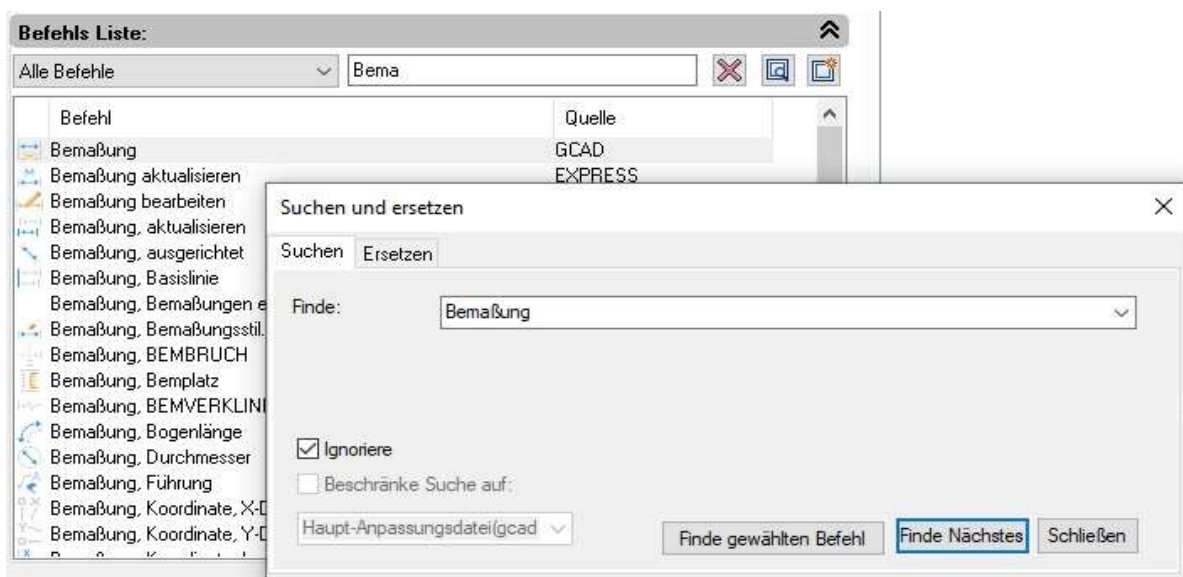 Befehls Liste:
Alle Befehle Bema
Befehl Quelle
Bemaßung GCAD
Bemaßung aktualisieren EXPRESS
Bemaßung bearbeiten
Bemaßung, aktualisieren
Bemaßung, ausgerichtet
Bemaßung, Basislinie
Bemaßung, Bemaßungen e
Bemaßung, Bemaßungsstil.
Bemaßung, BEMBRUCH
Bemaßung, Bemplatz
Bemaßung, BEMVERKLINI
Bemaßung, Bogenlänge
Bemaßung, Durchmesser
Bemaßung, Führung
Bemaßung, Koordinate, X-D
Bemaßung, Koordinate, Y-D
Suchen und ersetzen
Suchen Ersetzen
Finde: Bemaßung
Ignoriere
Beschränke Suche auf:
Haupt-Anpassungsdatei(gcad
Finde gewählten Befehl Finde Nächstes Schließen